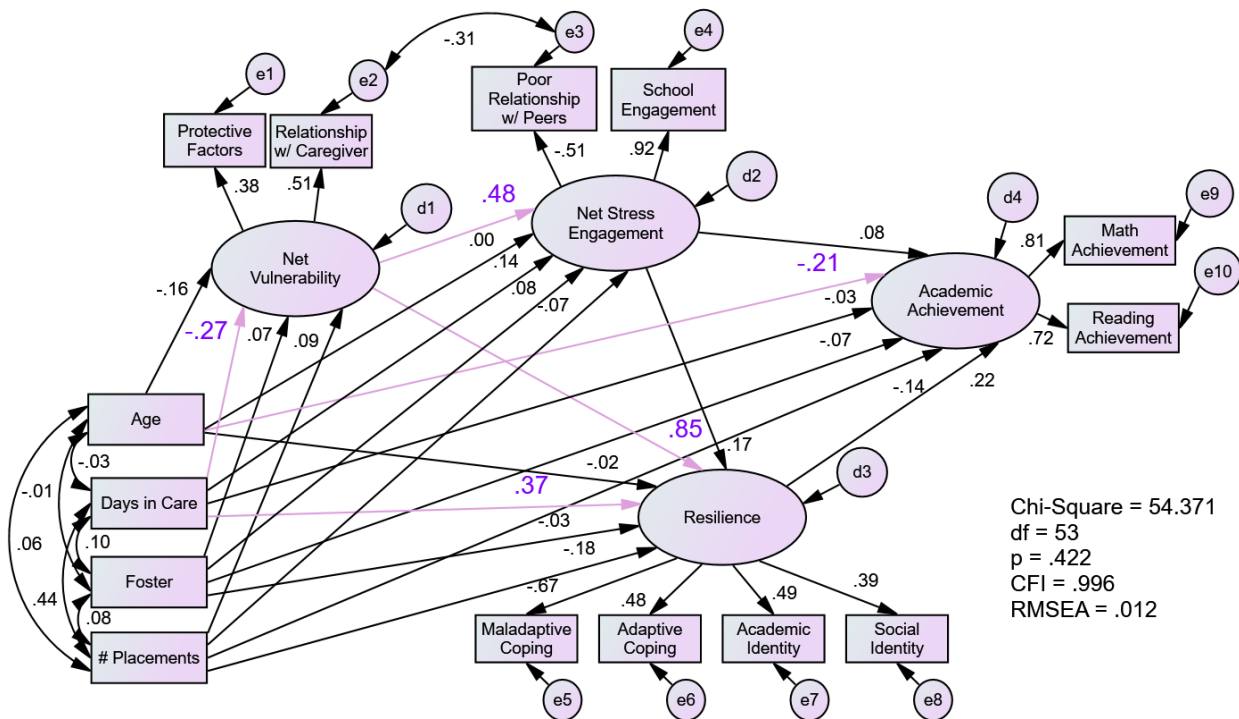 -.31
e3
e4
e1
e2
Poor
Relationship
w/ Peers
School
Engagement
Protective
Factors
Relationship
w/ Caregiver
-.51
.92
.38
.51
.48
d1
d2
Net Stress
Engagement
Net
Vulnerability
.00
.14
.08
-.07
.08
d4
e9
.81
Math
Achievement
e10
-.21
Academic
Achievement
-.03
-.07
-.14
.22
.72
Reading
Achievement
-.16
-.27
.07
.09
Age
-.03
-.01
Days in Care
.10
.06
Foster
.44
.08
# Placements
.85
.17
-.02
.37
-.03
-.18
d3
Resilience
-.67
.48
.49
.39
Maladaptive
Coping
Adaptive
Coping
Academic
Identity
Social
Identity
e5
e6
e7
e8
Chi-Square = 54.371
df = 53
p = .422
CFI = .996
RMSEA = .012